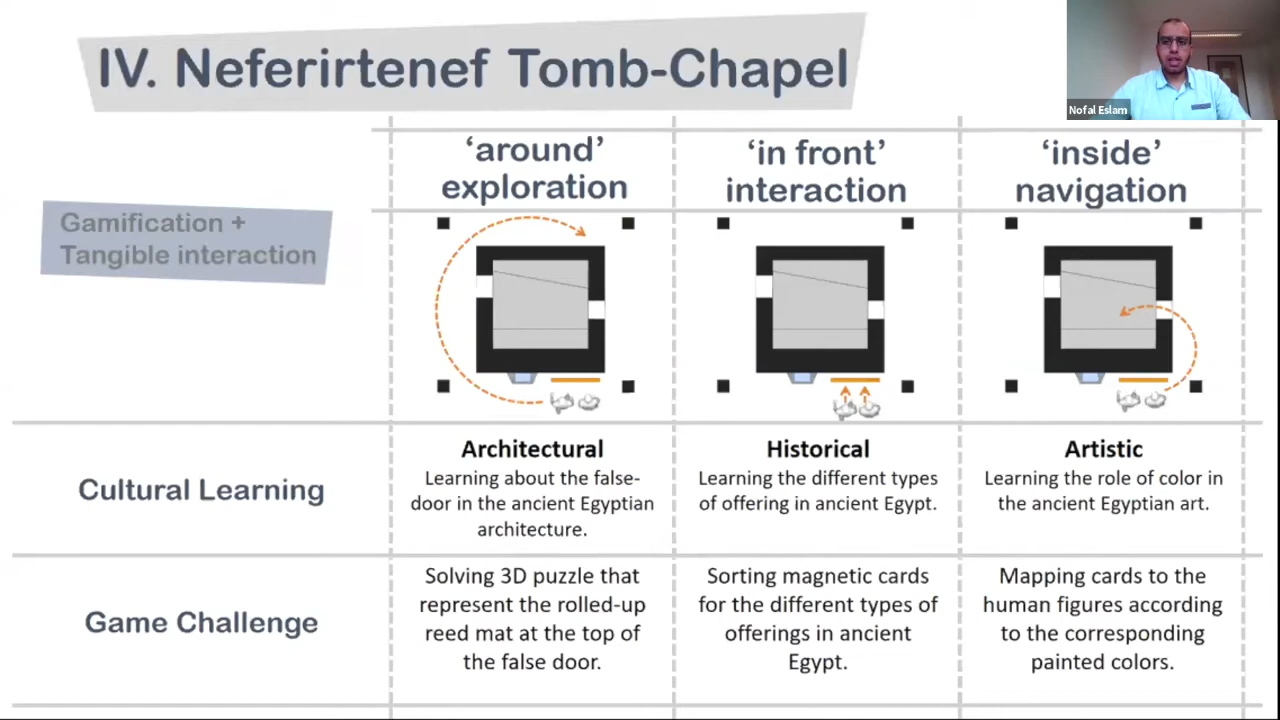 IV. Neferirtenef Tomb-Chapel
Nofal Eslam
Gamification +
Tangible interaction
‘around’
exploration
‘in front’
interaction
‘inside’
navigation
Cultural Learning
Architectural
Learning about the false-
door in the ancient Egyptian
architecture.
Historical
Learning the different types
of offering in ancient Egypt.
Artistic
Learning the role of color in
the ancient Egyptian art.
Game Challenge
Solving 3D puzzle that
represent the rolled-up
reed mat at the top of
the false door.
Sorting magnetic cards
for the different types of
offerings in ancient
Egypt.
Mapping cards to the
human figures according
to the corresponding
painted colors.